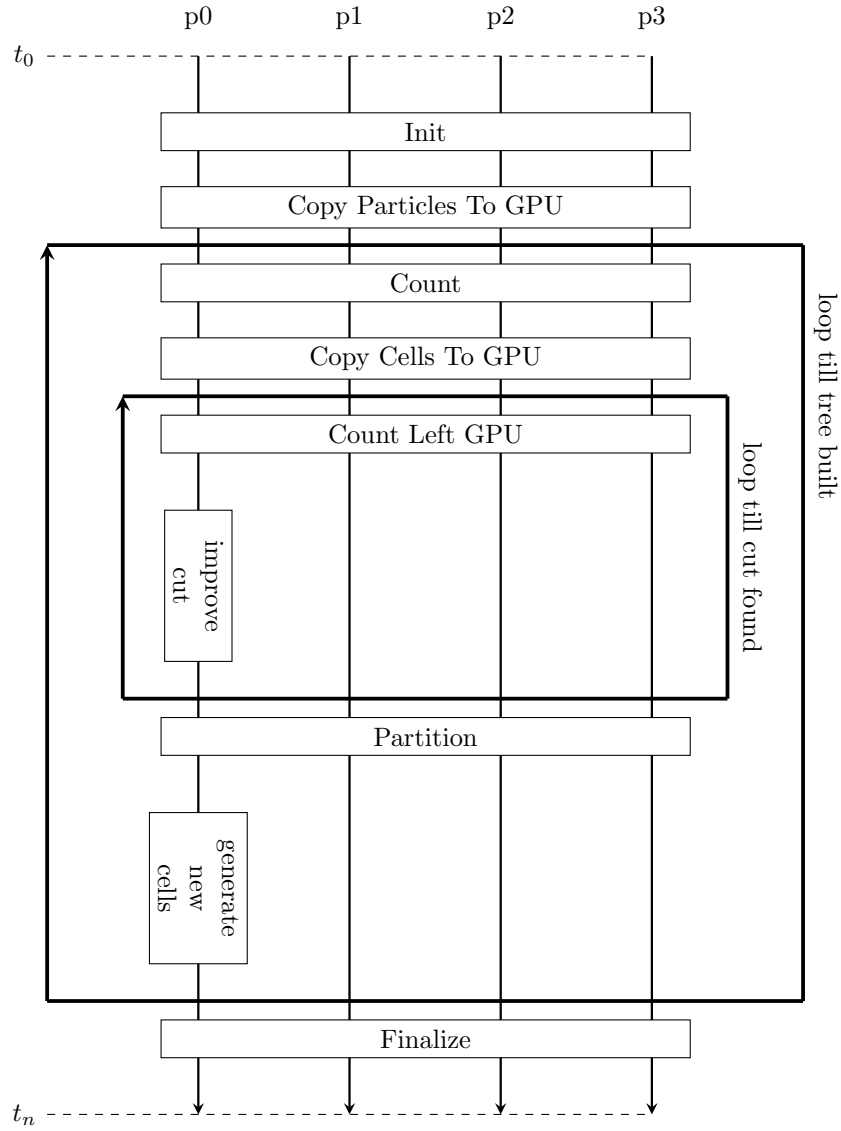 p0 p1 p2 p3
t₀
Init
Copy Particles To GPU
Count
loop till tree built
Copy Cells To GPU
Count Left GPU
loop till cut found
improve
cut
Partition
generate
new
cells
Finalize
tₙ